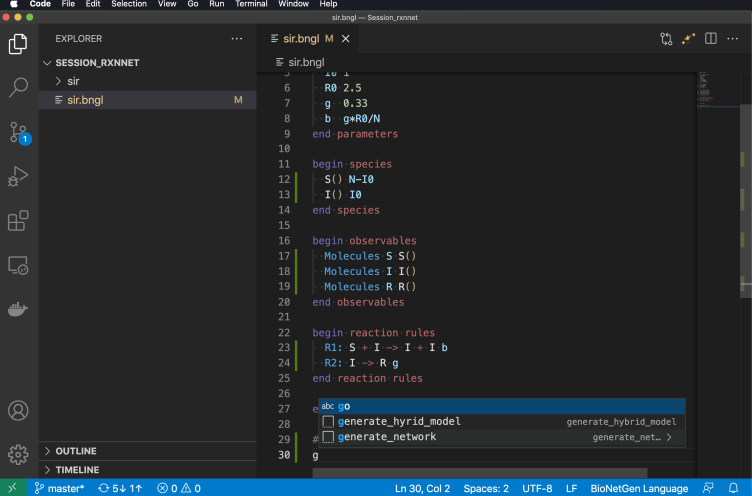 Code File Edit Selection View Go Run Terminal Window Help
sir.bngl — Session_rxnnet
EXPLORER
SESSION_RXNNET
sir
sir.bngl M
OUTLINE
TIMELINE
sir.bngl M
sir.bngl
5 I0 1
6 R0 2.5
7 g 0.33
8 b g*R0/N
9 end parameters
10
11 begin species
12 S() N-I0
13 I() I0
14 end species
15
16 begin observables
17 Molecules S S()
18 Molecules I I()
19 Molecules R R()
20 end observables
21
22 begin reaction rules
23 R1: S + I -> I + I b
24 R2: I -> R g
25 end reaction rules
26
27 e
28
29 #
30 g
abc go
generate_hyrid_model generate_hybrid_model
generate_network generate_net…
1
master* 5↓ 1↑ 0 0 Ln 30, Col 2 Spaces: 2 UTF-8 LF BioNetGen Language